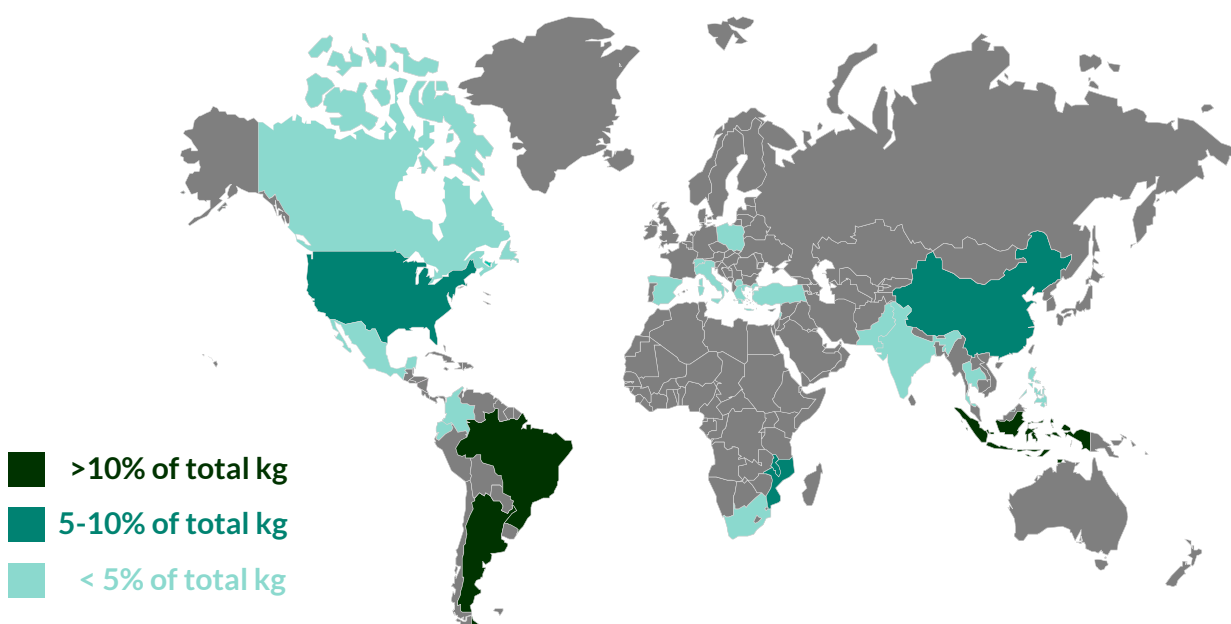 >10% of total kg
5-10% of total kg
< 5% of total kg